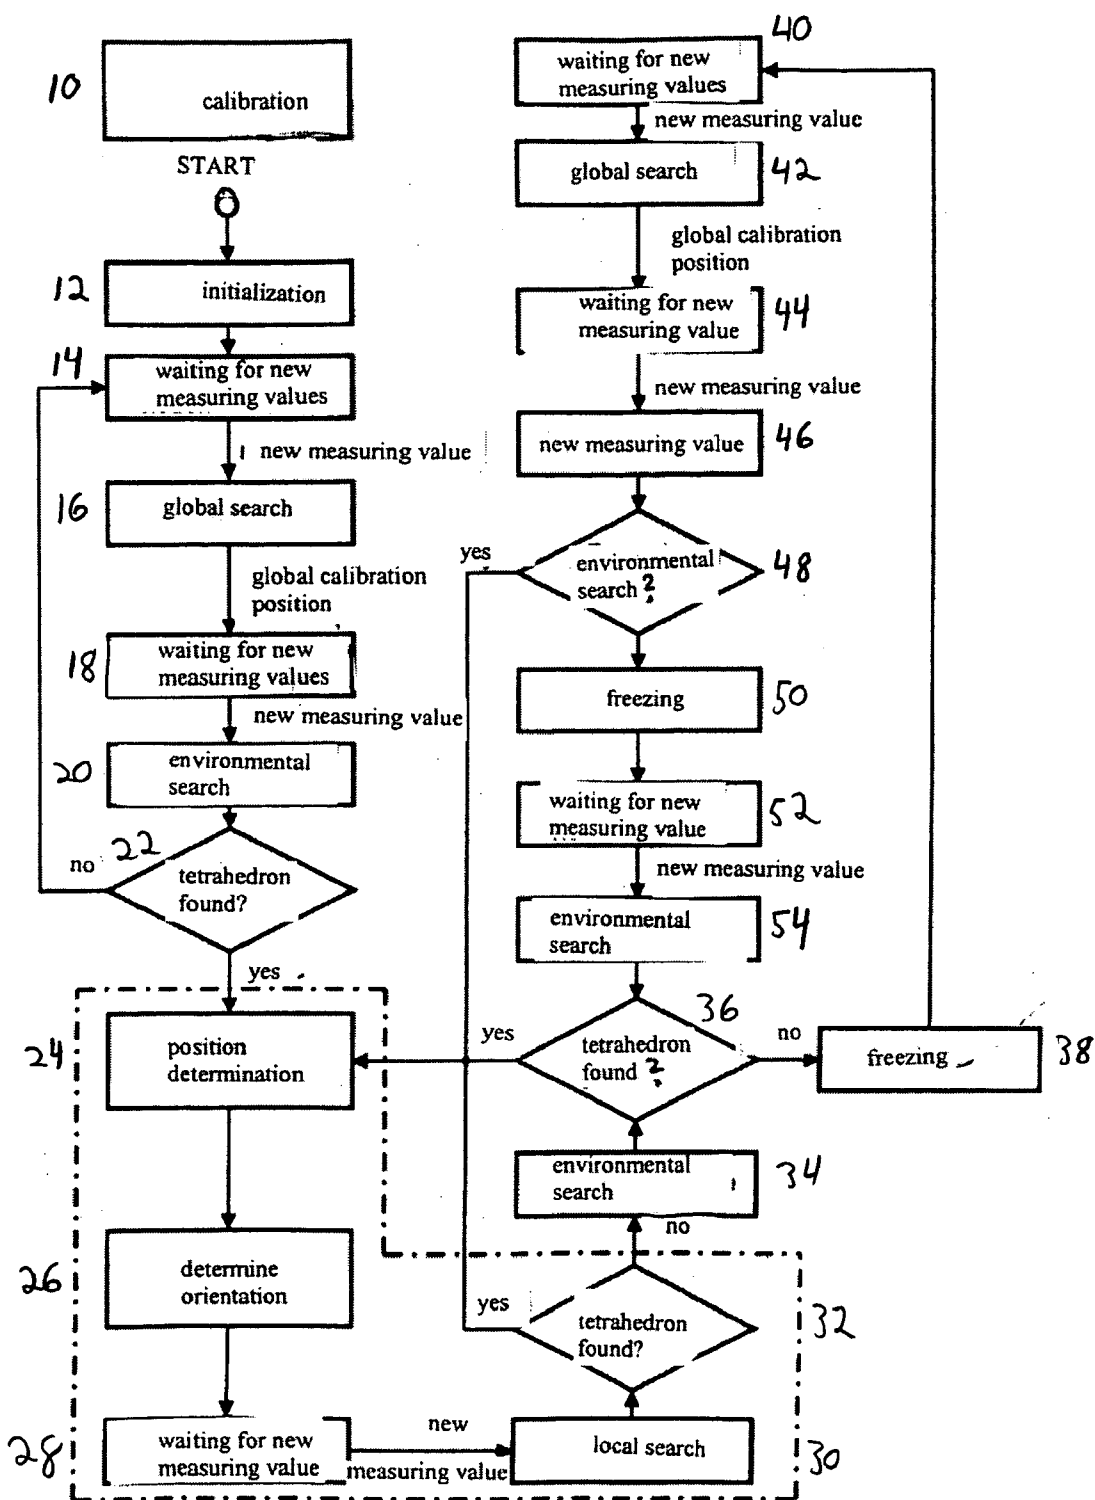 10
calibration
START
12
initialization
14
waiting for new
measuring values
new measuring value
16
global search
global calibration
position
18
waiting for new
measuring values
new measuring value
20
environmental
search
22
no
tetrahedron
found?
yes
24
position
determination
26
determine
orientation
28
waiting for new
measuring value
new
measuring value
local search
30
tetrahedron
found?
32
yes
no
environmental
search
34
tetrahedron
found ?
36
yes
no
freezing
38
40
waiting for new
measuring values
new measuring value
global search
42
global calibration
position
waiting for new
measuring value
44
new measuring value
new measuring value
46
yes
environmental
search ?
48
freezing
50
waiting for new
measuring value
52
new measuring value
environmental
search
54